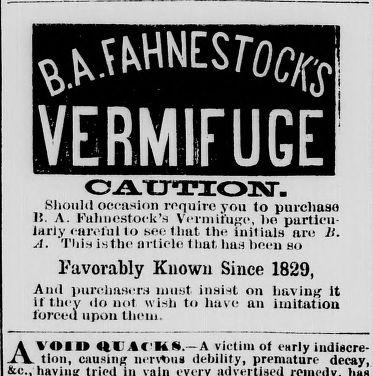 B.A.FAHNESTOCK'S
VERMIFUGE
CAUTION.
Should occasion require you to purchase
B. A. Fahnestock's Vermifuge, be particu-
larly careful to see that the initials are B.
A. This is the article that has been so
Favorably Known Since 1829,
And purchasers must insist on having it
if they do not wish to have an imitation
forced upon them.
AVOID QUACKS.—A victim of early indiscre-
tion, causing nervous debility, premature decay,
&c., having tried in vain every advertised remedy, has